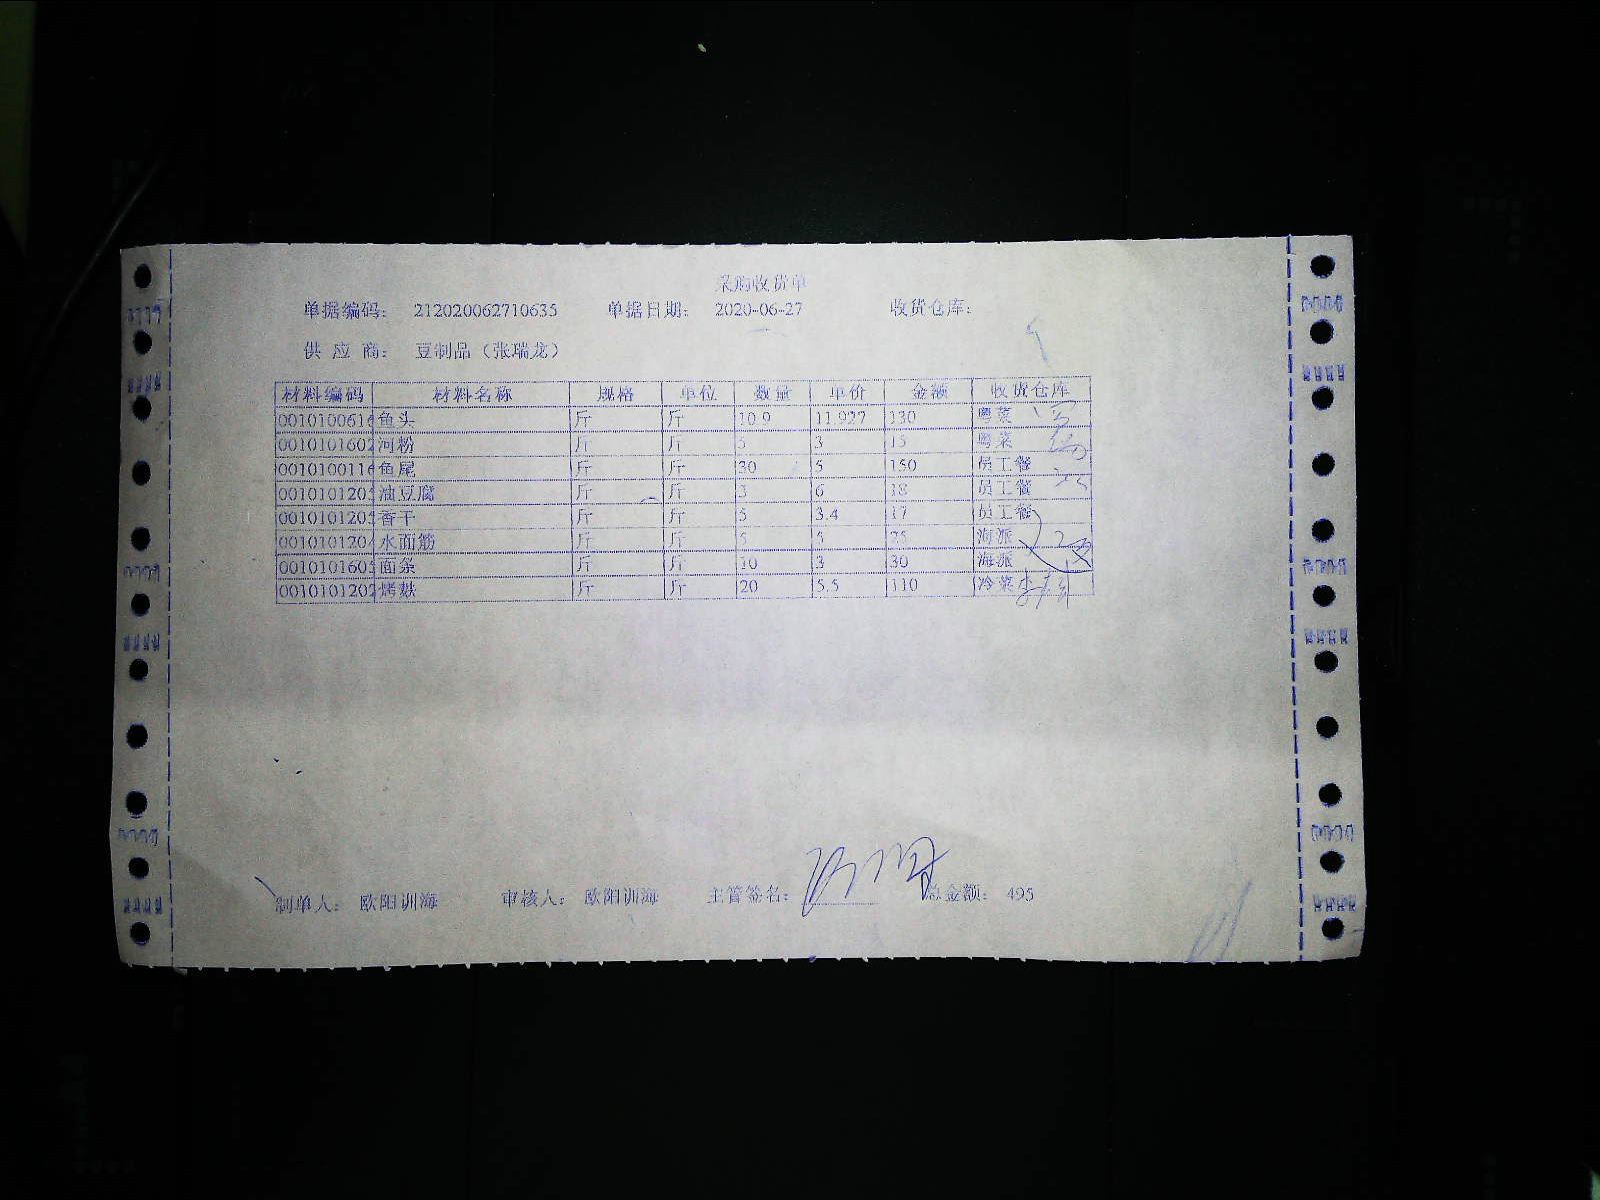 采购收货单
单据编码： 212020062710635 单据日期： 2020-06-27 收货仓库：
供 应 商： 豆制品（张瑞龙）
材料编码 材料名称 规格 单位 数量 单价 金额 收货仓库
001010061 鱼头 斤 斤 10.9 11.927 130 粤菜
0010101602 河粉 斤 斤 5 3 15 粤菜
001010011 鱼尾 斤 斤 30 5 150 员工餐
001010120 油豆腐 斤 斤 3 6 18 员工餐
001010120 香干 斤 斤 5 3.4 17 员工餐
001010120 水面筋 斤 斤 5 5 25 海派
001010160 面条 斤 斤 10 3 30 海派
0010101202 烤麸 斤 斤 20 5.5 110 冷菜
制单人： 欧阳训海 审核人： 欧阳训海 主管签名： 总金额： 495